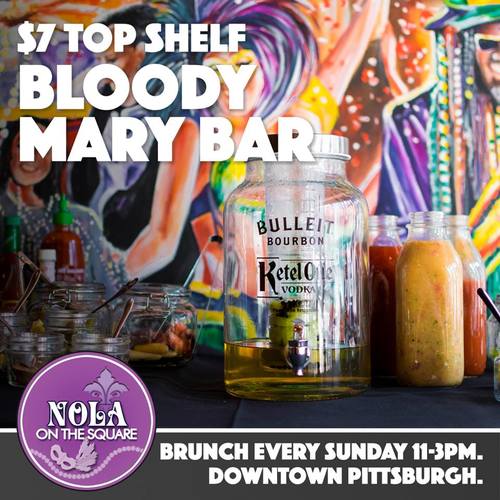 $7 TOP SHELF
BLOODY
MARY BAR
BULLEIT
BOURBON
Ketel One
VODKA
NOLA
ON THE SQUARE
BRUNCH EVERY SUNDAY 11-3PM.
DOWNTOWN PITTSBURGH.